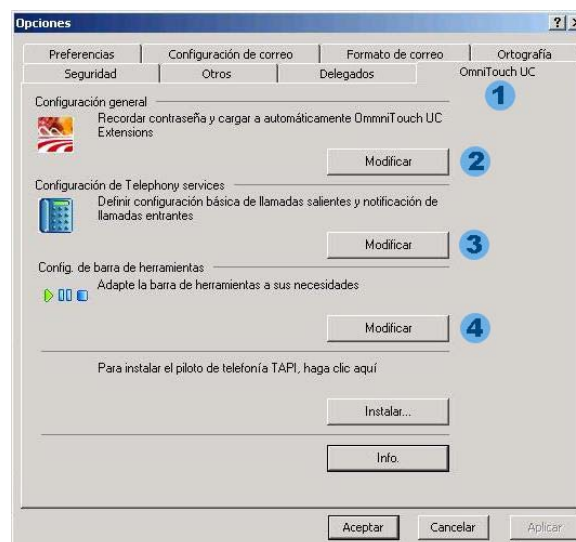 Opciones
Preferencias
Configuración de correo
Formato de correo
Ortografía
Seguridad
Otros
Delegados
OmniTouch UC
1
Configuración general
Recordar contraseña y cargar a automáticamente OmmniTouch UC
Extensions
Modificar
2
Configuración de Telephony services
Definir configuración básica de llamadas salientes y notificación de
llamadas entrantes
Modificar
3
Config. de barra de herramientas
Adapte la barra de herramientas a sus necesidades
Modificar
4
Para instalar el piloto de telefonía TAPI, haga clic aquí
Instalar...
Info.
Aceptar
Cancelar
Aplicar